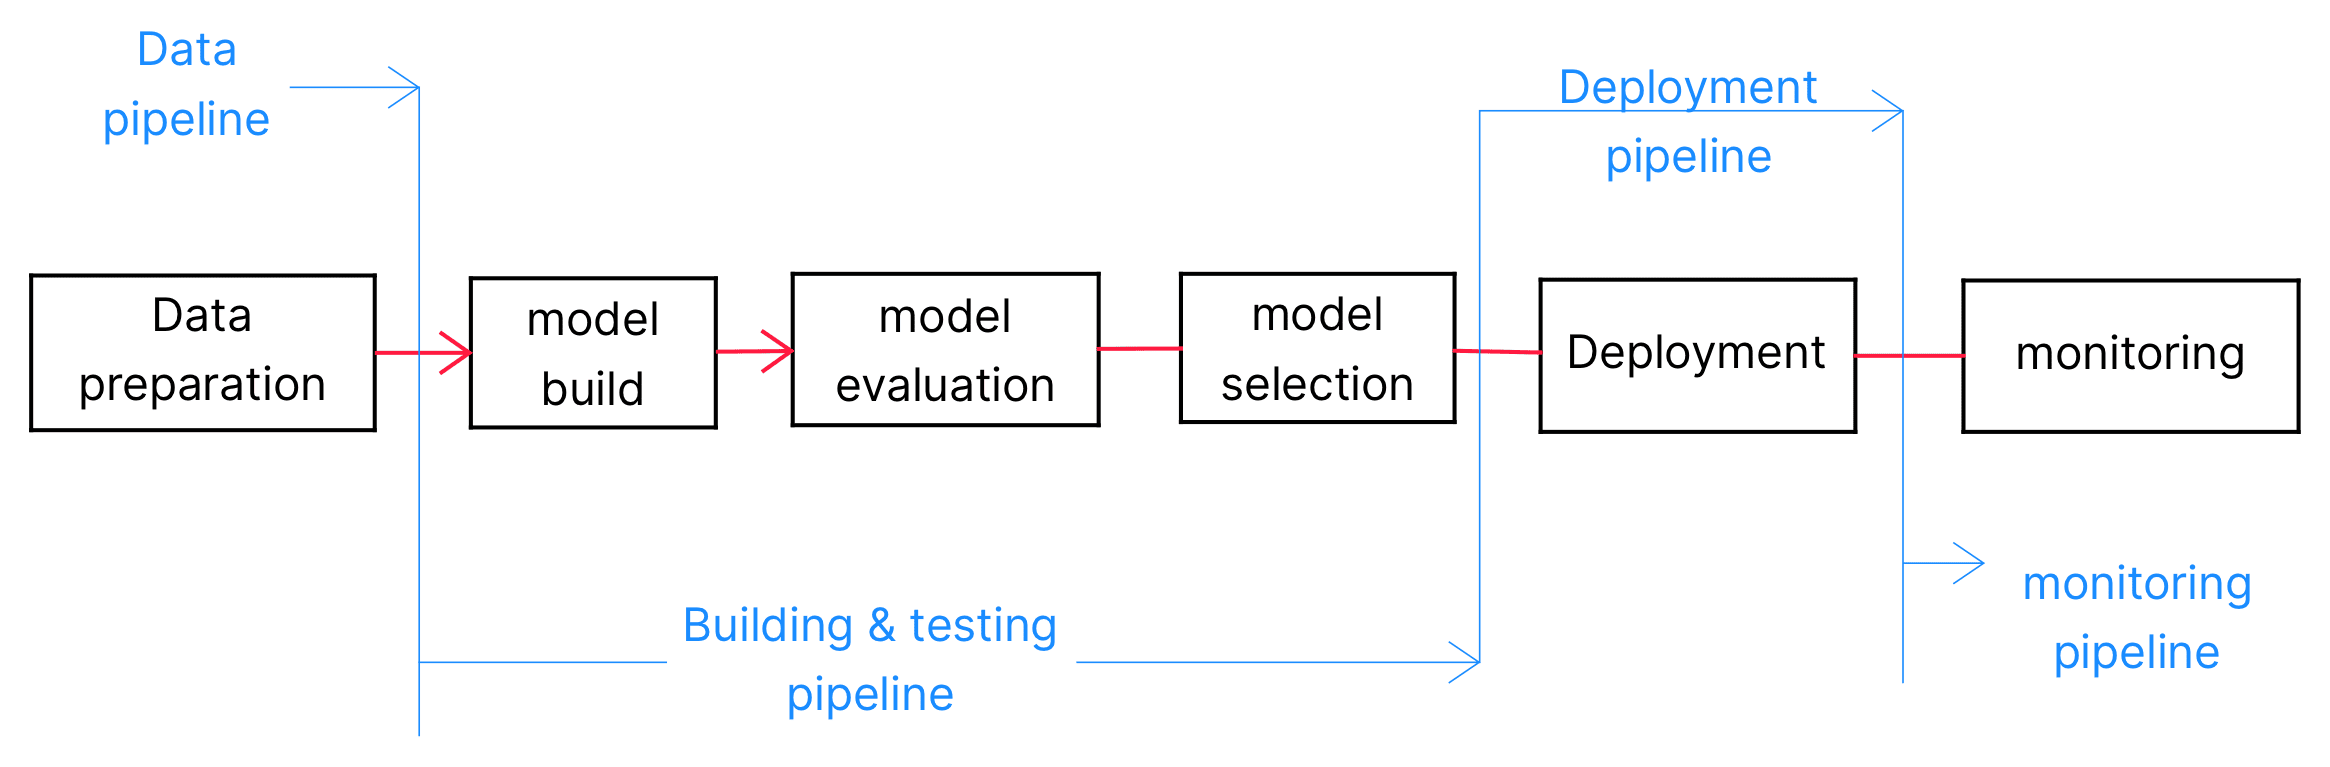 Data
pipeline
Deployment
pipeline
Data
preparation
model
build
model
evaluation
model
selection
Deployment
monitoring
Building & testing
pipeline
monitoring
pipeline